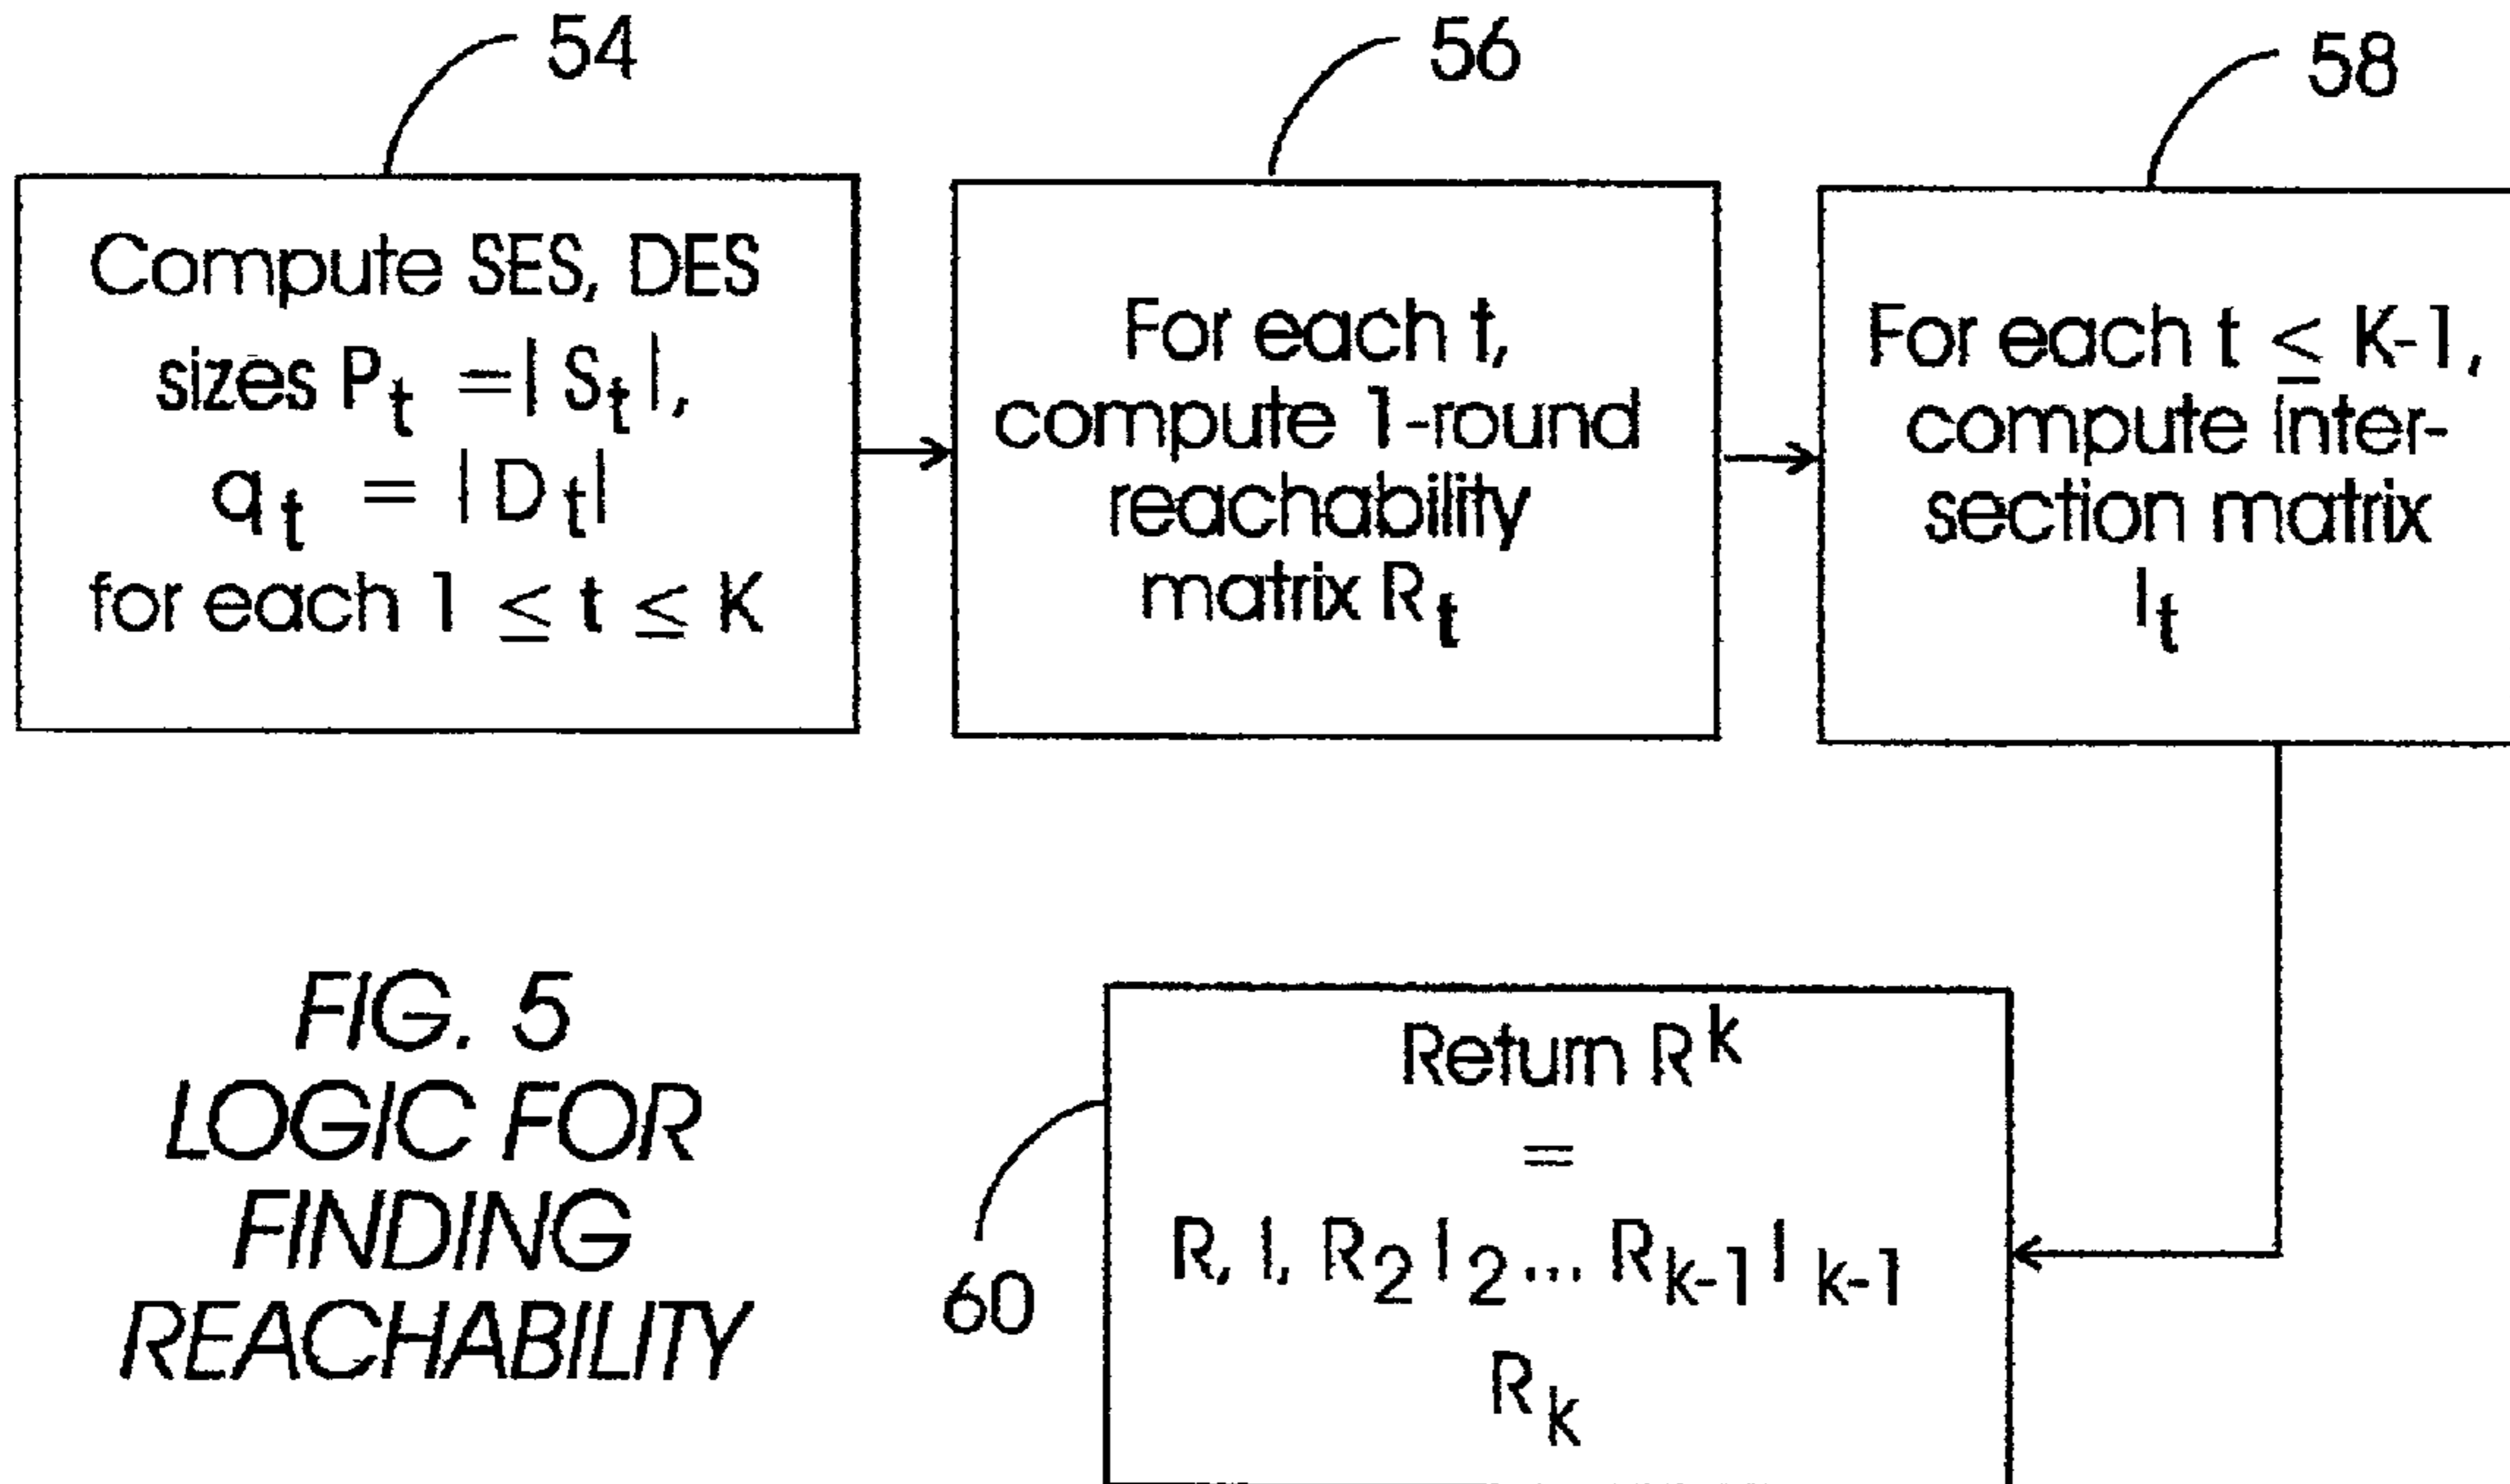 54
56
58
Compute SES, DES
sizes P_t = | S_t |,
q_t = | D_t |
for each 1 ≤ t ≤ K
For each t,
compute 1-round
reachability
matrix R_t
For each t ≤ K-1,
compute inter-
section matrix
I_t
FIG. 5
LOGIC FOR
FINDING
REACHABILITY
60
Return R^k
=
R, I, R_2 I_2 ... R_k-1 I_k-1
R_k